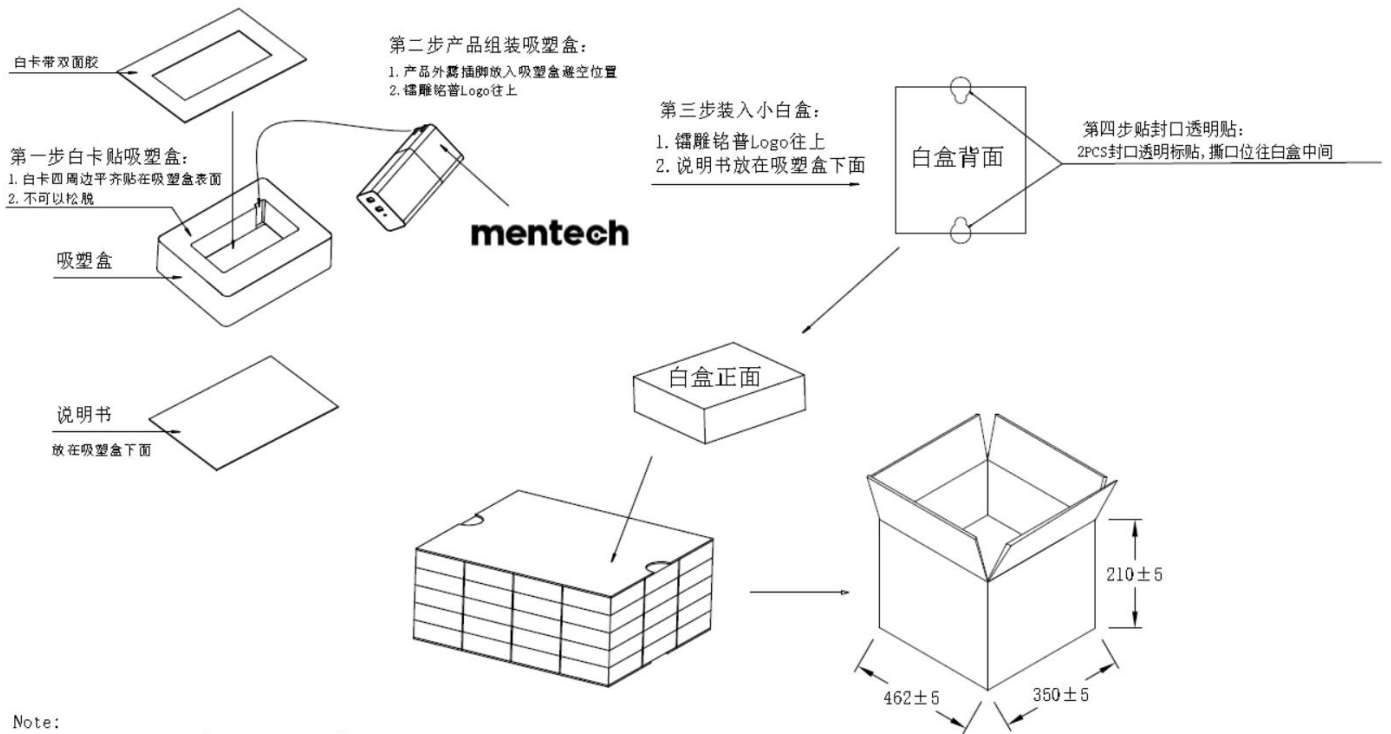 白卡带双面胶
第一步白卡贴吸塑盒:
1.白卡四周边平齐贴在吸塑盒表面
2.不可以松脱
吸塑盒
说明书
放在吸塑盒下面
第二步产品组装吸塑盒:
1.产品外露插脚放入吸塑盒避空位置
2.镭雕铭普Logo往上
mentech
第三步装入小白盒:
1.镭雕铭普Logo往上
2.说明书放在吸塑盒下面
白盒背面
第四步贴封口透明贴:
2PCS封口透明标贴,撕口位往白盒中间
白盒正面
210±5
462±5
350±5
Note: